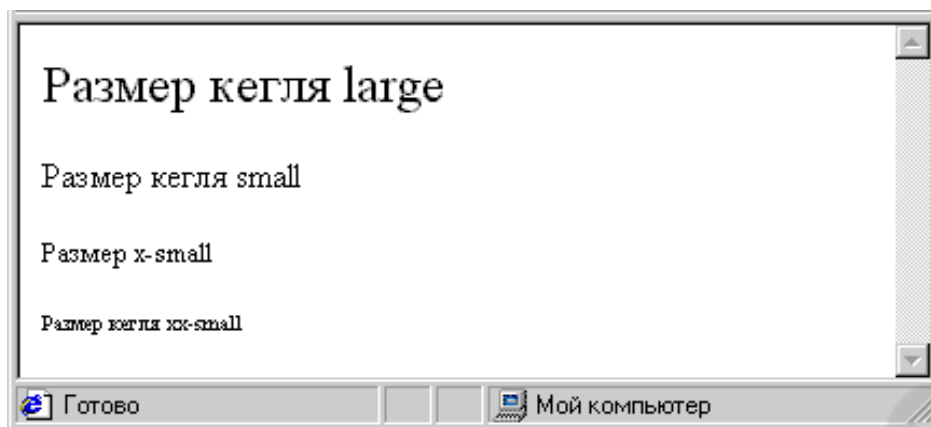 Размер кегля large
Размер кегля small
Размер x-small
Размер кегля xx-small
Готово
Мой компьютер